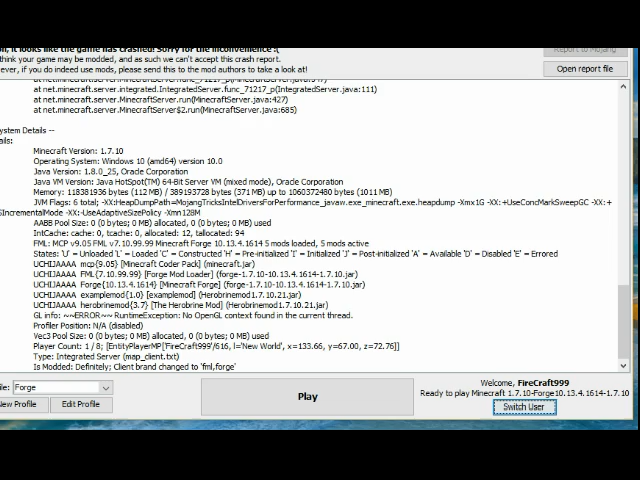 it looks like the game has crashed! Sorry for the inconvenience :(
think your game may be modded, and as such we can't accept this crash report.
ever, if you do indeed use mods, please send this to the mod authors to take a look at!
Report to Mojang
Open report file
at net.minecraft.server.integrated.IntegratedServer.func_71217_p(IntegratedServer.java:111)
at net.minecraft.server.MinecraftServer.run(MinecraftServer.java:427)
at net.minecraft.server.MinecraftServer$2.run(MinecraftServer.java:685)
ystem Details --
ails:
Minecraft Version: 1.7.10
Operating System: Windows 10 (amd64) version 10.0
Java Version: 1.8.0_25, Oracle Corporation
Java VM Version: Java HotSpot(TM) 64-Bit Server VM (mixed mode), Oracle Corporation
Memory: 118381936 bytes (112 MB) / 389193728 bytes (371 MB) up to 1060372480 bytes (1011 MB)
JVM Flags: 6 total; -XX:HeapDumpPath=MojangTricksIntelDriversForPerformance_javaw.exe_minecraft.exe.heapdump -Xmx1G -XX:+UseConcMarkSweepGC -XX:+
SIncrementalMode -XX:-UseAdaptiveSizePolicy -Xmn128M
AABB Pool Size: 0 (0 bytes; 0 MB) allocated, 0 (0 bytes; 0 MB) used
IntCache: cache: 0, tcache: 0, allocated: 12, tallocated: 94
FML: MCP v9.05 FML v7.10.99.99 Minecraft Forge 10.13.4.1614 5 mods loaded, 5 mods active
States: 'U' = Unloaded 'L' = Loaded 'C' = Constructed 'H' = Pre-initialized 'I' = Initialized 'J' = Post-initialized 'A' = Available 'D' = Disabled 'E' = Errored
UCHIJAAAA mcp{9.05} [Minecraft Coder Pack] (minecraft.jar)
UCHIJAAAA FML{7.10.99.99} [Forge Mod Loader] (forge-1.7.10-10.13.4.1614-1.7.10.jar)
UCHIJAAAA Forge{10.13.4.1614} [Minecraft Forge] (forge-1.7.10-10.13.4.1614-1.7.10.jar)
UCHIJAAAA examplemod{1.0} [examplemod] (Herobrinemod1.7.10.21.jar)
UCHIJAAAA herobrinemod{3.7} [The Herobrine Mod] (Herobrinemod1.7.10.21.jar)
GL info: ~~ERROR~~ RuntimeException: No OpenGL context found in the current thread.
Profiler Position: N/A (disabled)
Vec3 Pool Size: 0 (0 bytes; 0 MB) allocated, 0 (0 bytes; 0 MB) used
Player Count: 1 / 8; [EntityPlayerMP['FireCraft999'/616, l='New World', x=133.66, y=67.00, z=72.76]]
Type: Integrated Server (map_client.txt)
Is Modded: Definitely; Client brand changed to 'fml,forge'
file: Forge
New Profile
Edit Profile
Play
Welcome, FireCraft999
Ready to play Minecraft 1.7.10-Forge10.13.4.1614-1.7.10
Switch User